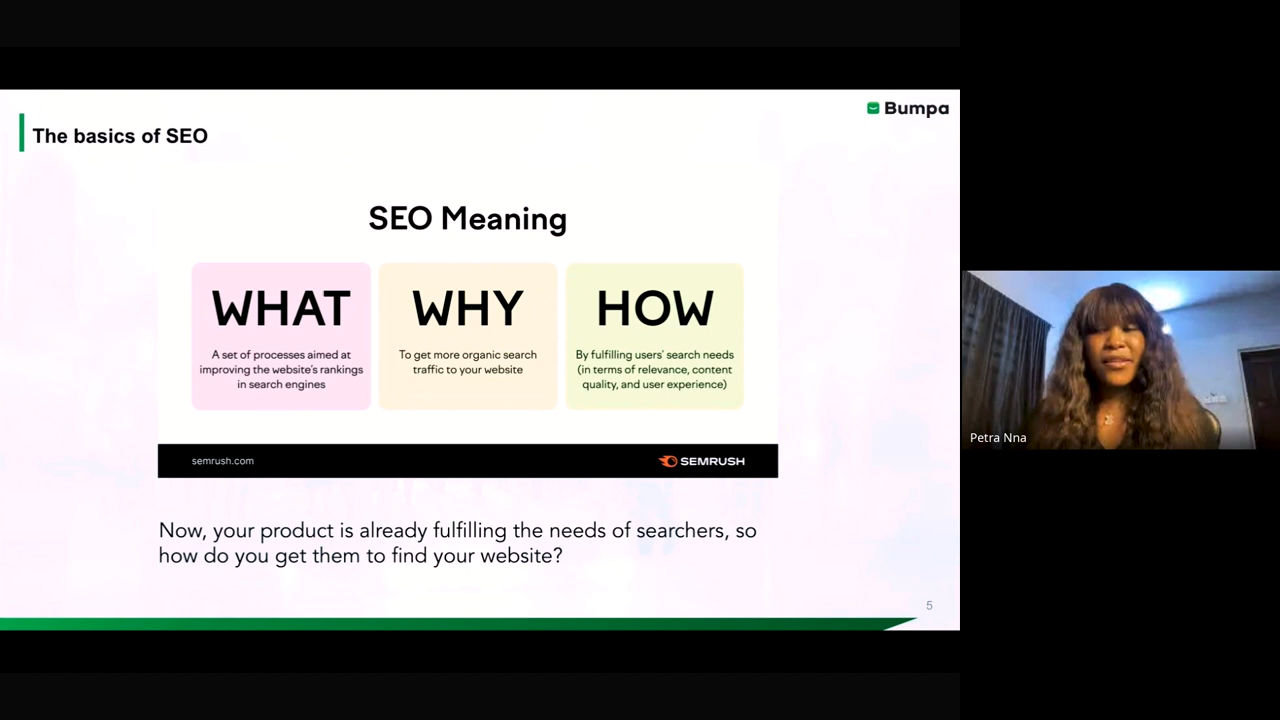 Bumpa
The basics of SEO
SEO Meaning
WHAT
A set of processes aimed at
improving the website's rankings
in search engines
WHY
To get more organic search
traffic to your website
HOW
By fulfilling users' search needs
(in terms of relevance, content
quality, and user experience)
semrush.com
SEMRUSH
Now, your product is already fulfilling the needs of searchers, so
how do you get them to find your website?
5
Petra Nna